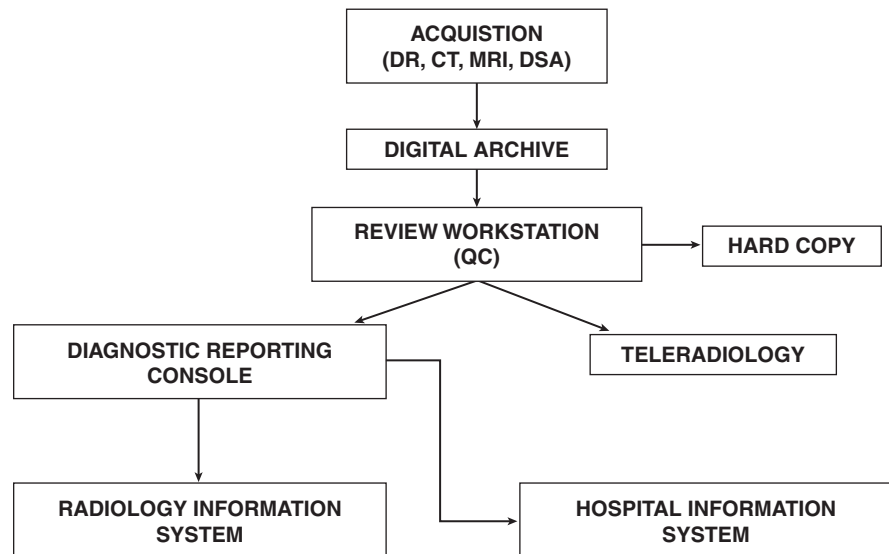 ACQUISTION
(DR, CT, MRI, DSA)
DIGITAL ARCHIVE
REVIEW WORKSTATION
(QC)
HARD COPY
DIAGNOSTIC REPORTING
CONSOLE
TELERADIOLOGY
RADIOLOGY INFORMATION
SYSTEM
HOSPITAL INFORMATION
SYSTEM